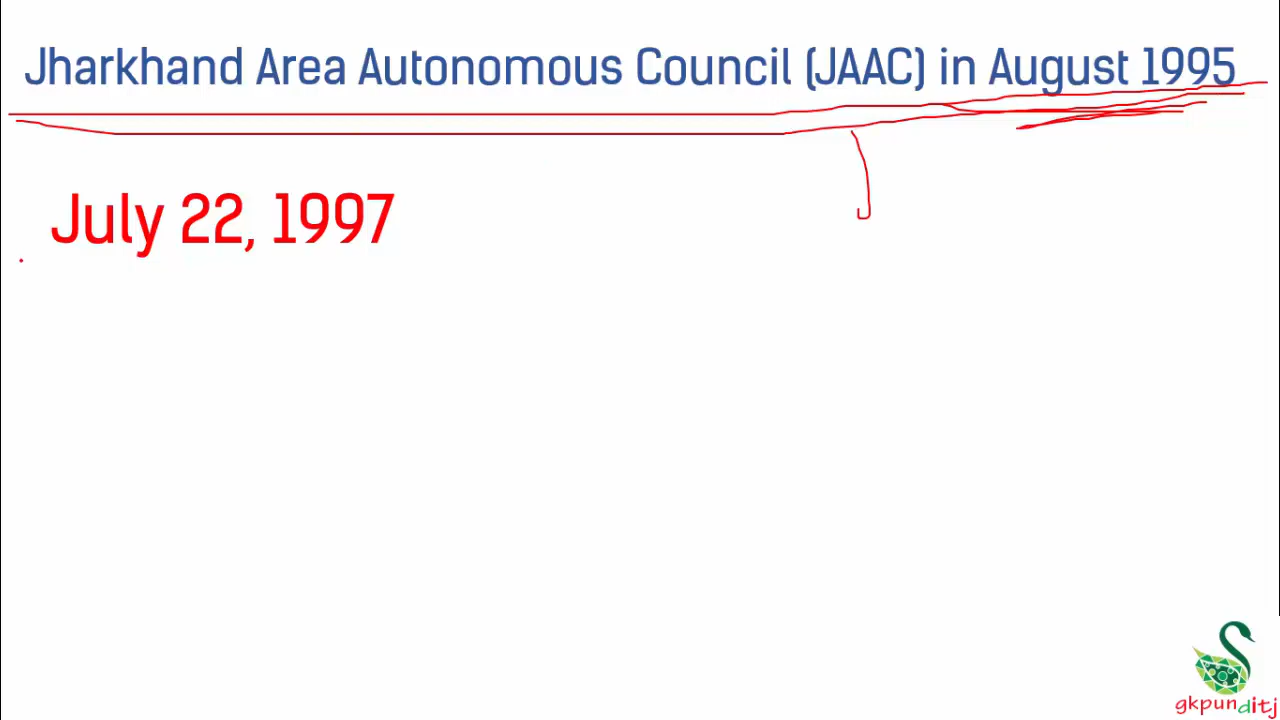 Jharkhand Area Autonomous Council (JAAC) in August 1995
July 22, 1997
gkpunditj